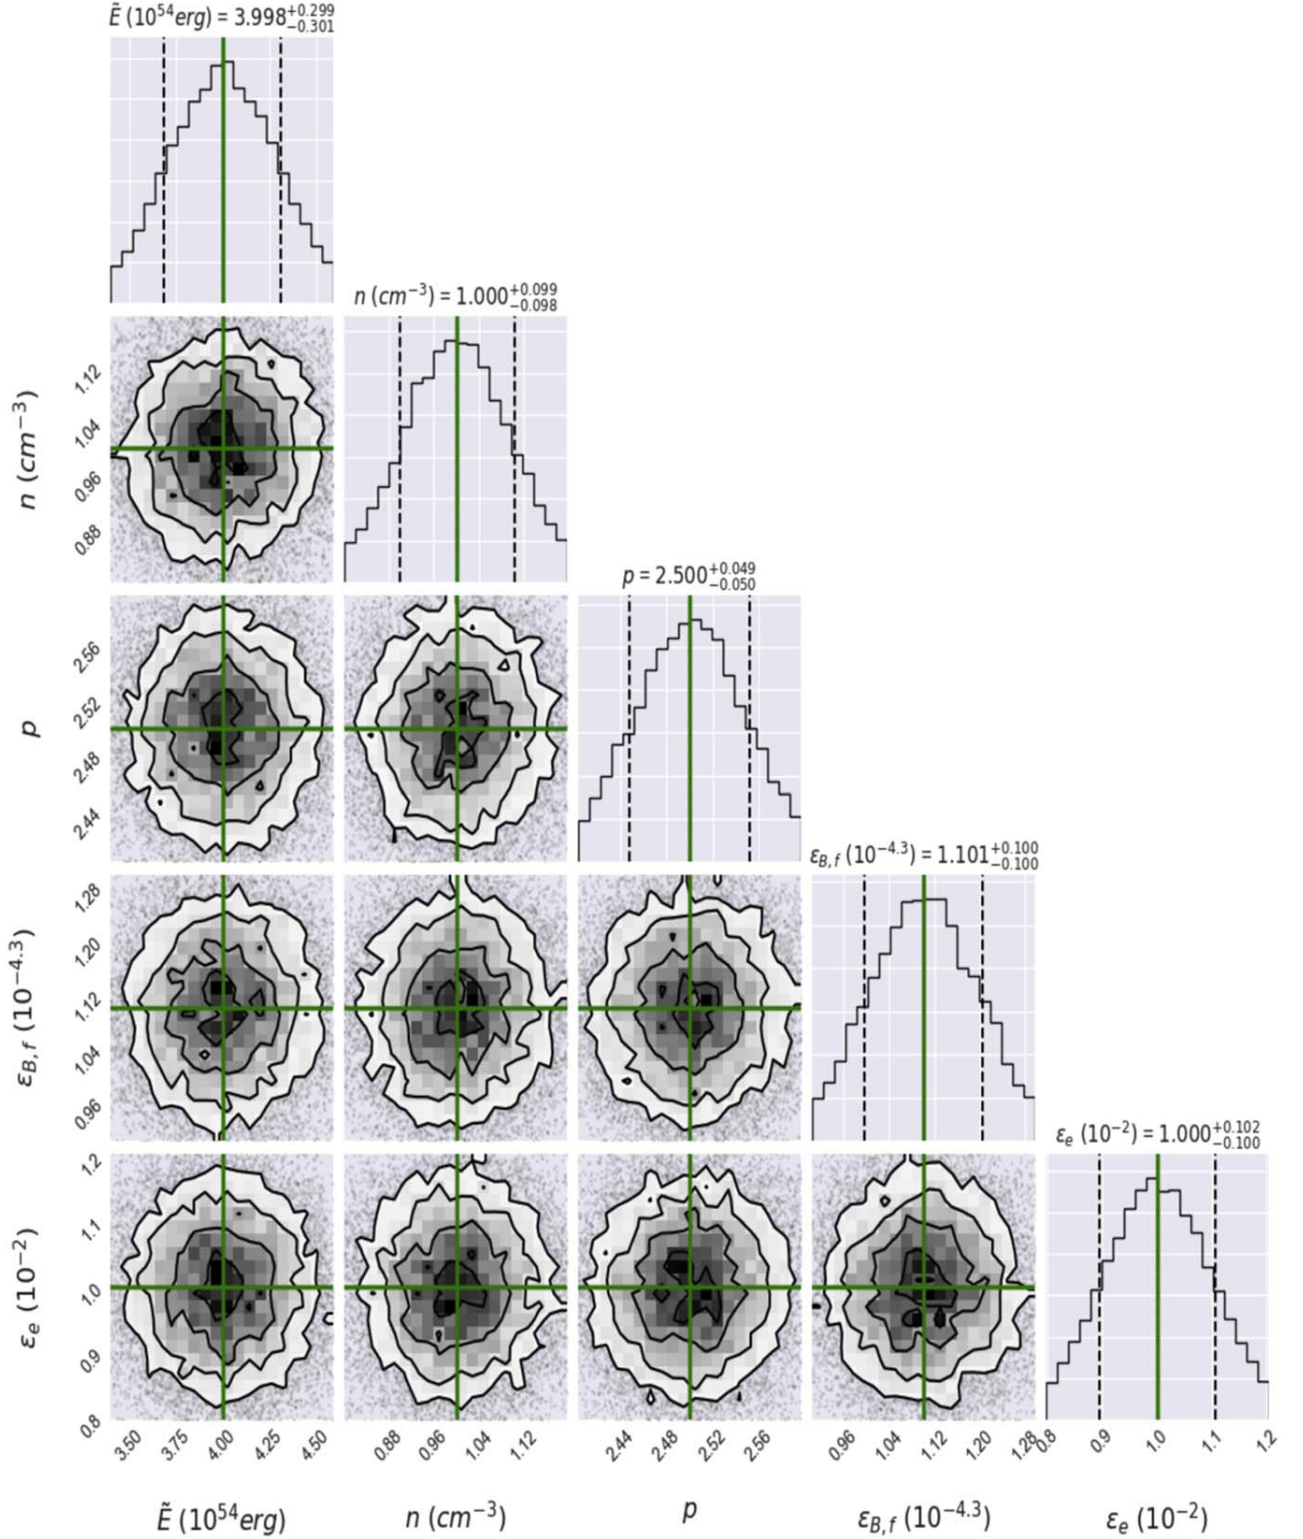 Ẽ (10^54 erg) = 3.998^{+0.299}_{−0.301}
n (cm^−3) = 1.000^{+0.099}_{−0.098}
n (cm^−3)
1.12
1.04
0.96
0.88
p = 2.500^{+0.049}_{−0.050}
p
2.56
2.52
2.48
2.44
ε_{B,f} (10^−4.3) = 1.101^{+0.100}_{−0.100}
ε_{B,f} (10^−4.3)
1.28
1.20
1.12
1.04
0.96
ε_e (10^−2) = 1.000^{+0.102}_{−0.100}
ε_e (10^−2)
1.2
1.1
1.0
0.9
0.8
3.50 3.75 4.00 4.25 4.50 0.88 0.96 1.04 1.12 2.44 2.48 2.52 2.56 0.96 1.04 1.12 1.20 1.28 0.8 0.9 1.0 1.1 1.2
Ẽ (10^54 erg) n (cm^−3) p ε_{B,f} (10^−4.3) ε_e (10^−2)